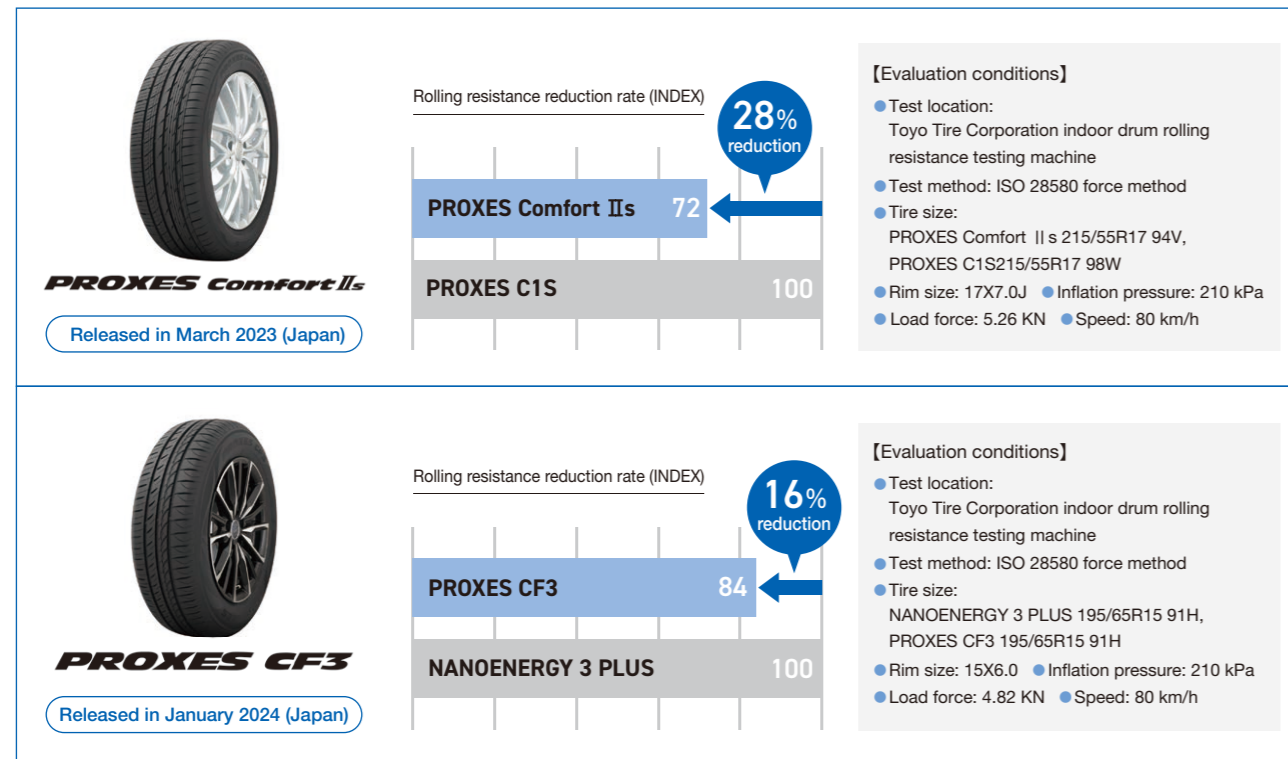 PROXES Comfort Ⅱs
Released in March 2023 (Japan)
Rolling resistance reduction rate (INDEX)
28%
reduction
PROXES Comfort Ⅱs 72
PROXES C1S 100
【Evaluation conditions】
●Test location:
Toyo Tire Corporation indoor drum rolling
resistance testing machine
●Test method: ISO 28580 force method
●Tire size:
PROXES Comfort ⅠⅠs 215/55R17 94V,
PROXES C1S215/55R17 98W
●Rim size: 17X7.0J ●Inflation pressure: 210 kPa
●Load force: 5.26 KN ●Speed: 80 km/h
PROXES CF3
Released in January 2024 (Japan)
Rolling resistance reduction rate (INDEX)
16%
reduction
PROXES CF3 84
NANOENERGY 3 PLUS 100
【Evaluation conditions】
●Test location:
Toyo Tire Corporation indoor drum rolling
resistance testing machine
●Test method: ISO 28580 force method
●Tire size:
NANOENERGY 3 PLUS 195/65R15 91H,
PROXES CF3 195/65R15 91H
●Rim size: 15X6.0 ●Inflation pressure: 210 kPa
●Load force: 4.82 KN ●Speed: 80 km/h